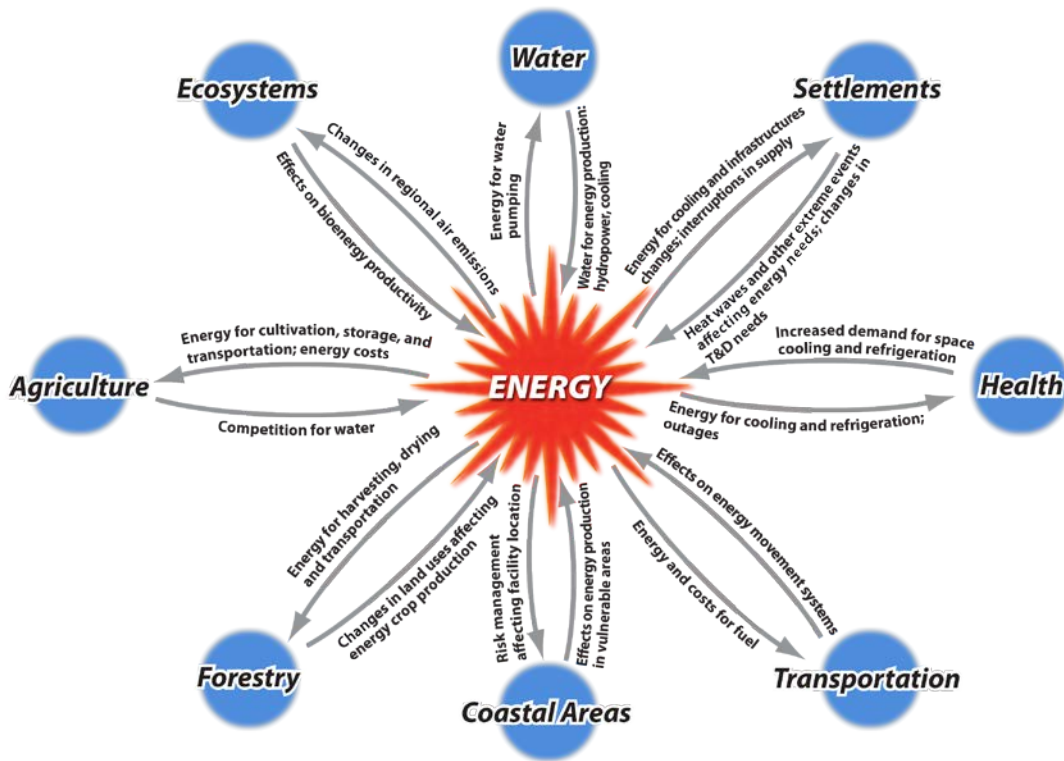 Water
Ecosystems
Settlements
Changes in regional air emissions
Effects on bioenergy productivity
Energy for water
pumping
Water for energy production:
hydropower, cooling
Energy for cooling and infrastructures
changes; interruptions in supply
Heat waves and other extreme events
affecting energy needs; changes in
T&D needs
Energy for cultivation, storage, and
transportation; energy costs
Agriculture
Competition for water
ENERGY
Increased demand for space
cooling and refrigeration
Health
Energy for cooling and refrigeration;
outages
Energy for harvesting, drying
and transportation
Changes in land uses affecting
energy crop production
Risk management
affecting facility location
Effects on energy production
in vulnerable areas
Energy and costs for fuel
Effects on energy movement systems
Forestry
Coastal Areas
Transportation